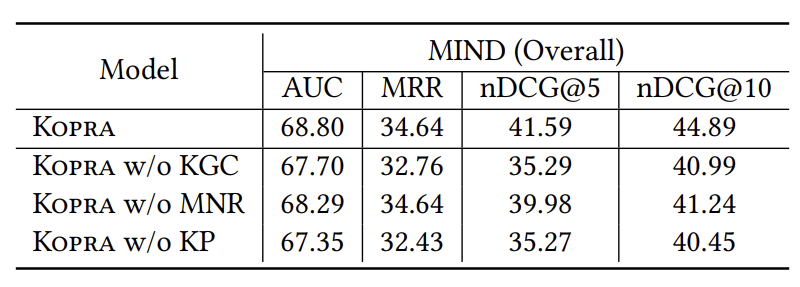 Model MIND (Overall)
AUC MRR nDCG@5 nDCG@10
KOPRA 68.80 34.64 41.59 44.89
KOPRA w/o KGC 67.70 32.76 35.29 40.99
KOPRA w/o MNR 68.29 34.64 39.98 41.24
KOPRA w/o KP 67.35 32.43 35.27 40.45